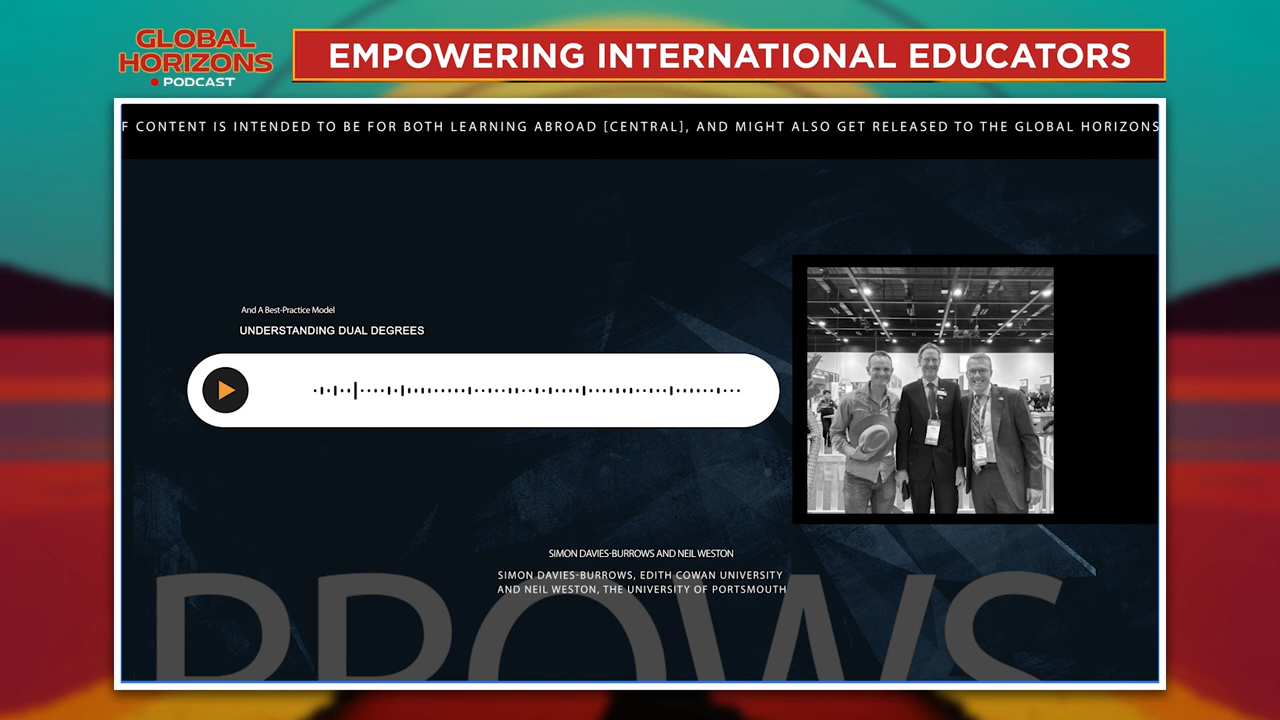 GLOBAL
HORIZONS
PODCAST
EMPOWERING INTERNATIONAL EDUCATORS
F CONTENT IS INTENDED TO BE FOR BOTH LEARNING ABROAD [CENTRAL], AND MIGHT ALSO GET RELEASED TO THE GLOBAL HORIZONS
And A Best-Practice Model
UNDERSTANDING DUAL DEGREES
SIMON DAVIES-BURROWS AND NEIL WESTON
SIMON DAVIES-BURROWS, EDITH COWAN UNIVERSITY
AND NEIL WESTON, THE UNIVERSITY OF PORTSMOUTH